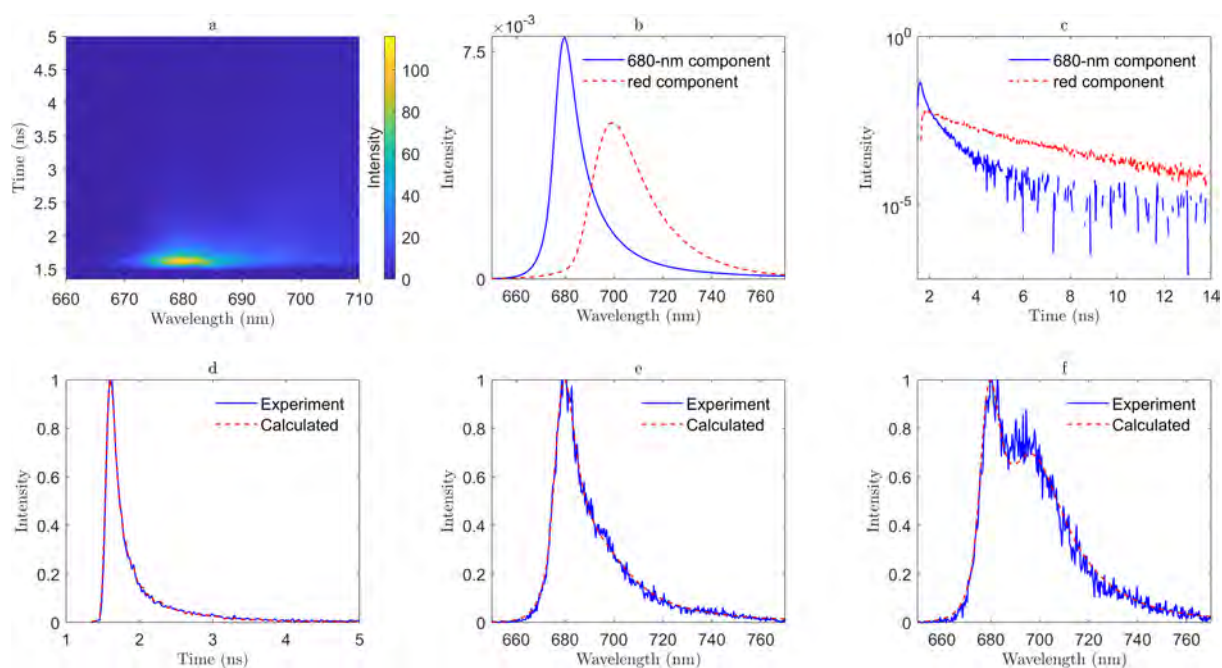 a
5
4.5
4
3.5
3
2.5
2
1.5
660 670 680 690 700 710
Time (ns)
Wavelength (nm)
100
80
60
40
20
0
Intensity
b
×10⁻³
7.5
0
660 680 700 720 740 760
Intensity
Wavelength (nm)
680-nm component
red component
c
10⁰
10⁻⁵
2 4 6 8 10 12 14
Intensity
Time (ns)
680-nm component
red component
d
1
0.8
0.6
0.4
0.2
0
1 2 3 4 5
Intensity
Time (ns)
Experiment
Calculated
e
1
0.8
0.6
0.4
0.2
0
660 680 700 720 740 760
Intensity
Wavelength (nm)
Experiment
Calculated
f
1
0.8
0.6
0.4
0.2
0
660 680 700 720 740 760
Intensity
Wavelength (nm)
Experiment
Calculated